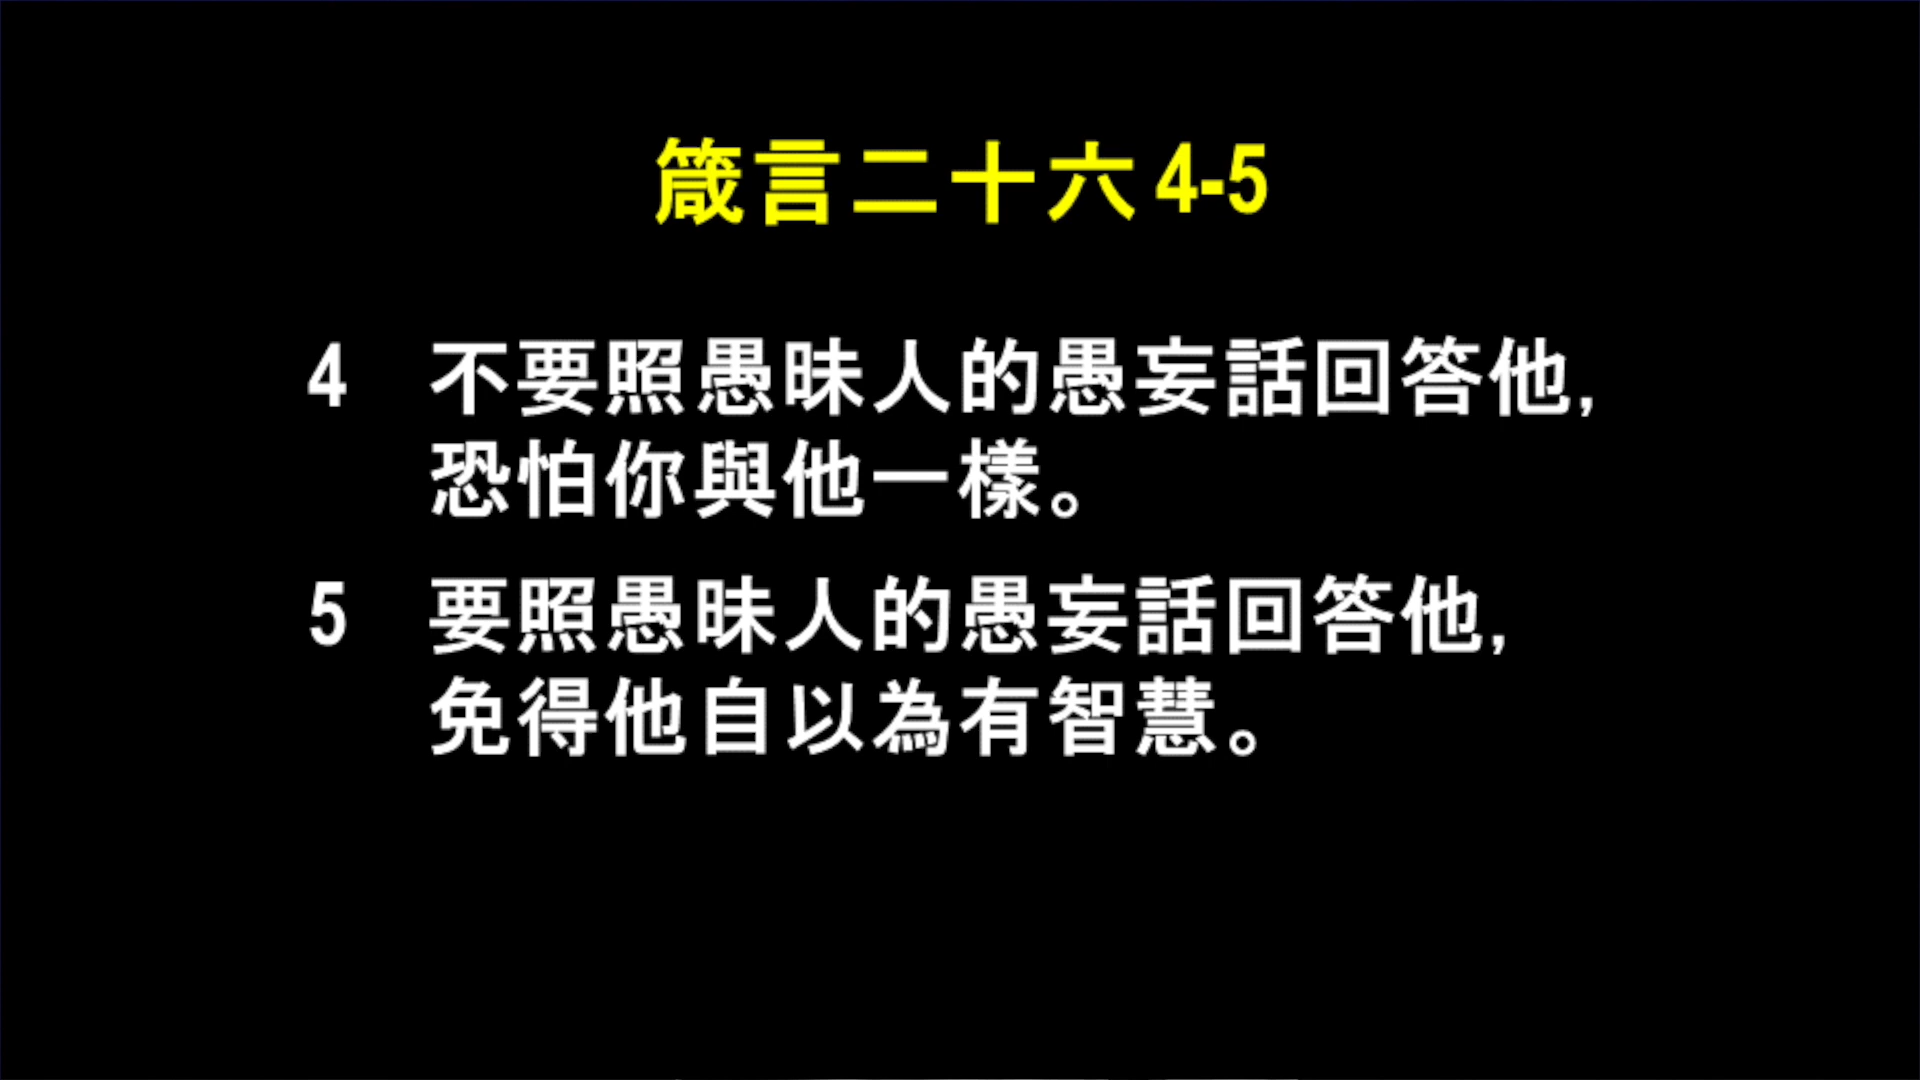 箴言二十六 4-5
4 不要照愚昧人的愚妄話回答他,
恐怕你與他一樣。
5 要照愚昧人的愚妄話回答他,
免得他自以為有智慧。